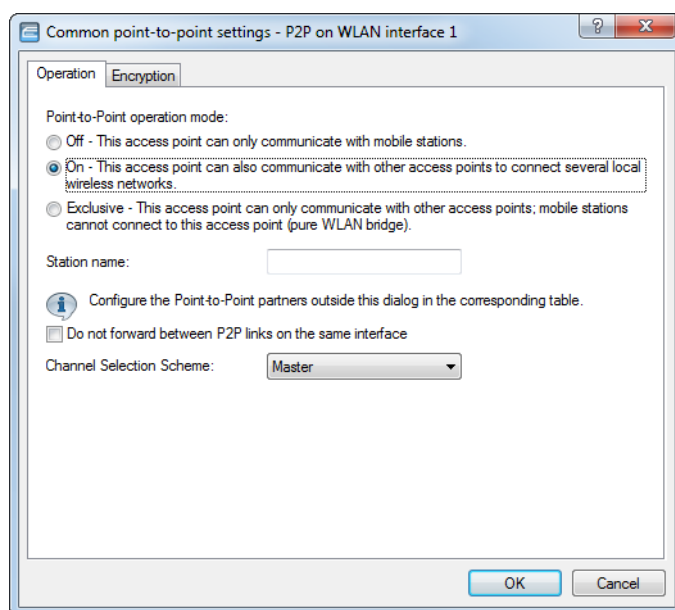 Common point-to-point settings - P2P on WLAN interface 1
Operation
Encryption
Point-to-Point operation mode:
Off - This access point can only communicate with mobile stations.
On - This access point can also communicate with other access points to connect several local
wireless networks.
Exclusive - This access point can only communicate with other access points; mobile stations
cannot connect to this access point (pure WLAN bridge).
Station name:
Configure the Point-to-Point partners outside this dialog in the corresponding table.
Do not forward between P2P links on the same interface
Channel Selection Scheme:
Master
OK
Cancel